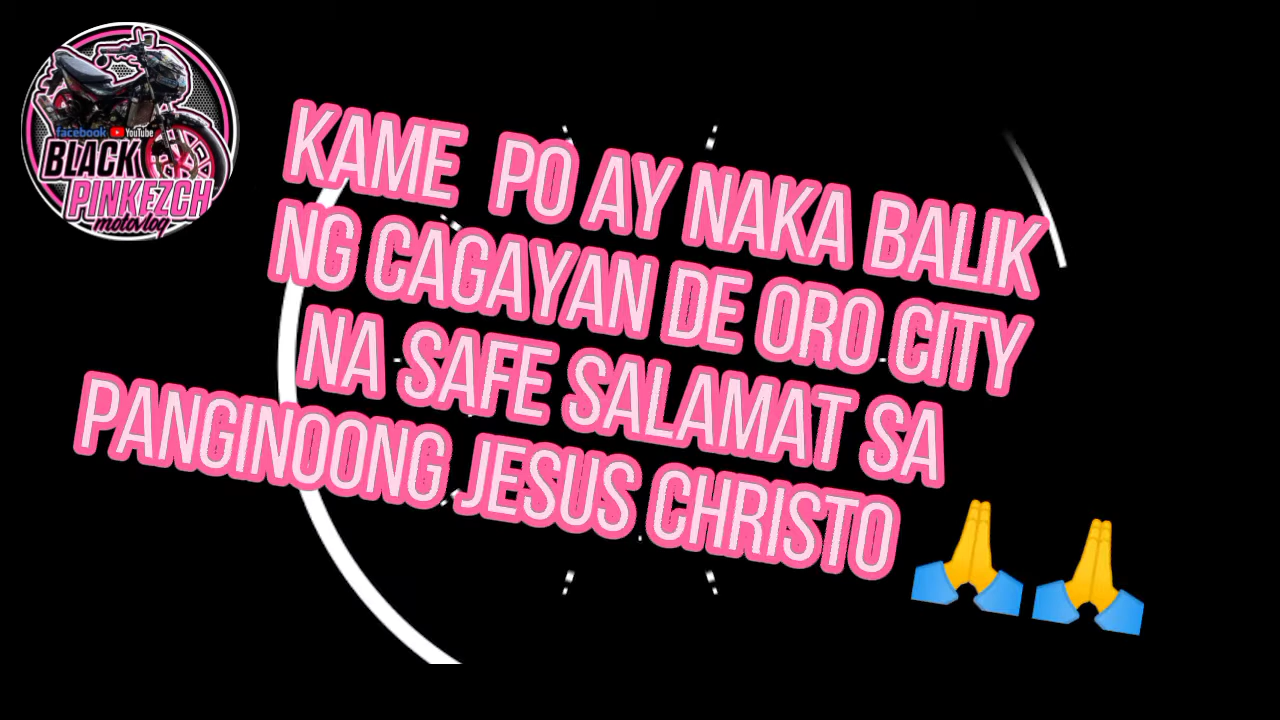 facebook YouTube
BLACK
PINKEZCH
motovlog
KAME PO AY NAKA BALIK
NG CAGAYAN DE ORO CITY
NA SAFE SALAMAT SA
PANGINOONG JESUS CHRISTO 🙏 🙏